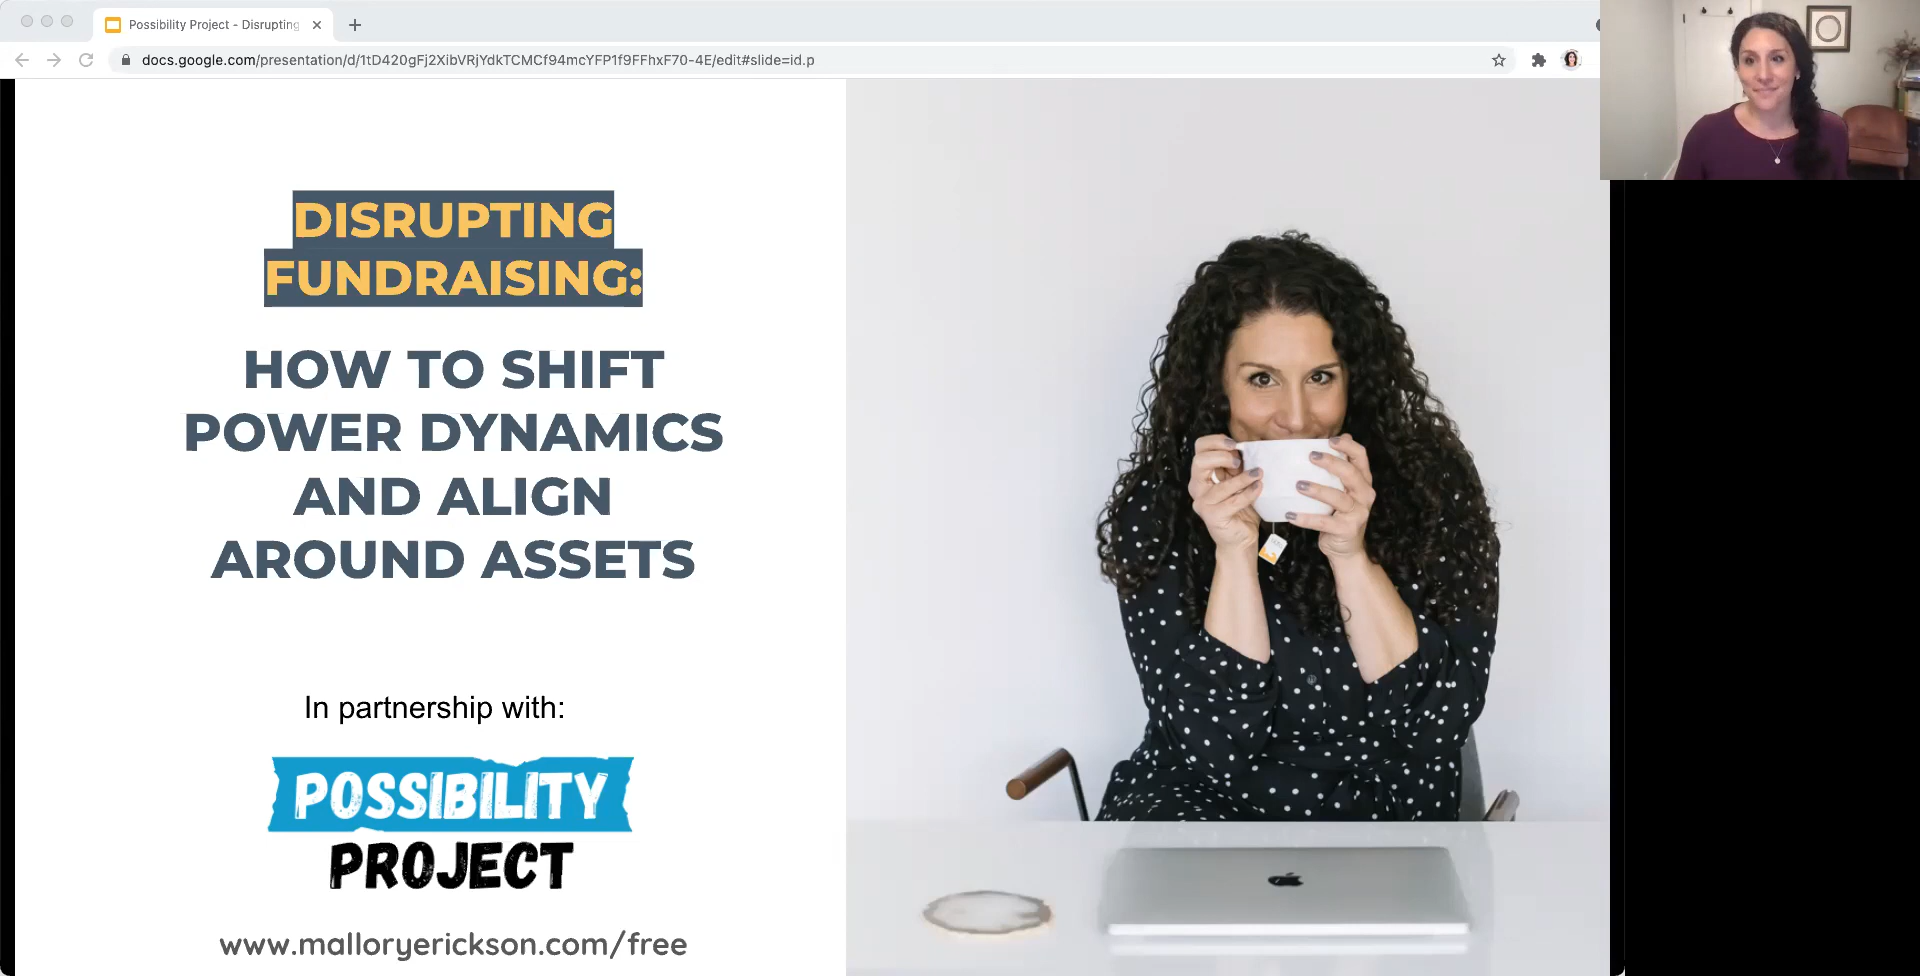 Possibility Project - Disrupting
docs.google.com/presentation/d/1tD420gFj2XibVRjYdkTCMCf94mcYFP1f9FFhxF70-4E/edit#slide=id.p
DISRUPTING
FUNDRAISING:
HOW TO SHIFT
POWER DYNAMICS
AND ALIGN
AROUND ASSETS
In partnership with:
POSSIBILITY
PROJECT
www.malloryerickson.com/free